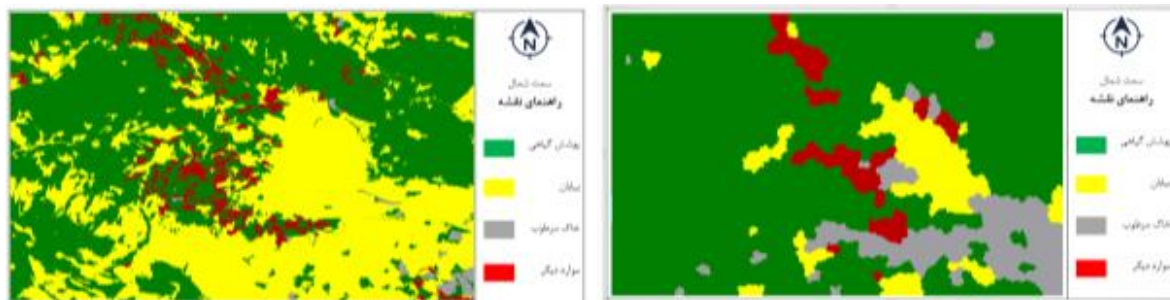 N
سمت شمال
راهنمای نقشه
پوشش گیاهی
بیابان
خاک مرطوب
موارد دیگر
N
سمت شمال
راهنمای نقشه
پوشش گیاهی
بیابان
خاک مرطوب
موارد دیگر